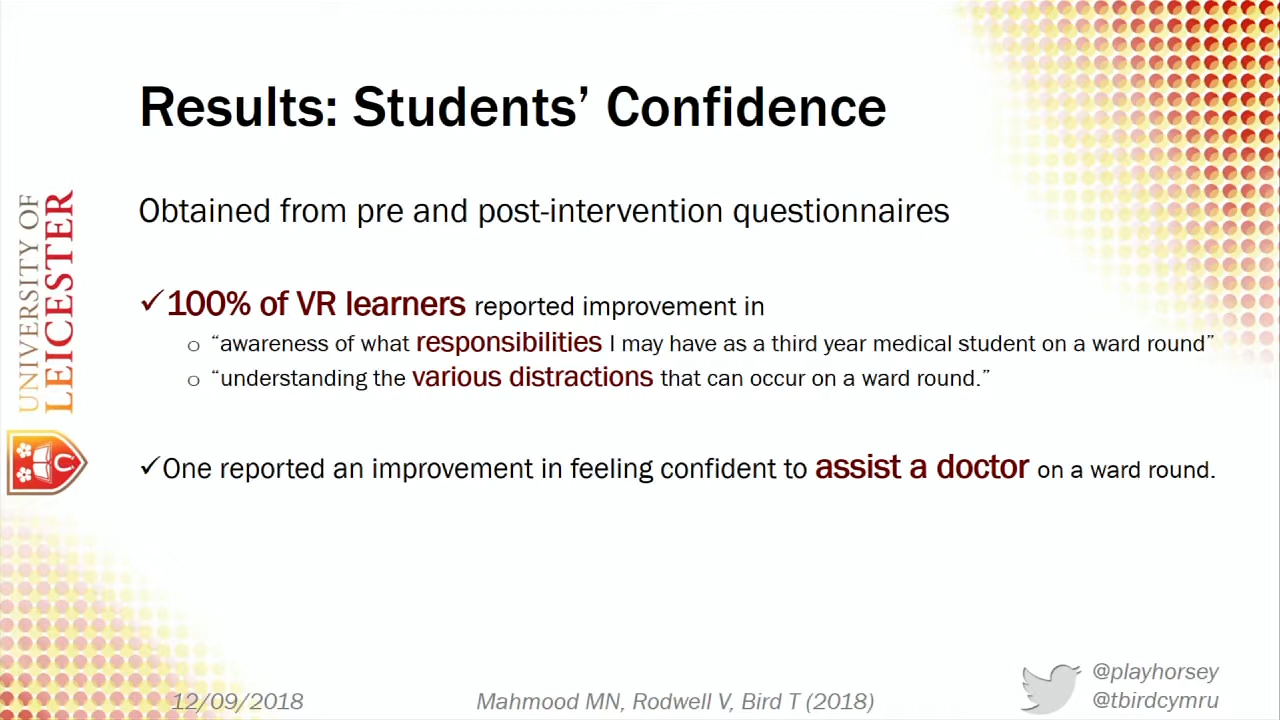 Results: Students’ Confidence
Obtained from pre and post-intervention questionnaires
✓100% of VR learners reported improvement in
o “awareness of what responsibilities I may have as a third year medical student on a ward round”
o “understanding the various distractions that can occur on a ward round.”
✓One reported an improvement in feeling confident to assist a doctor on a ward round.
UNIVERSITY OF
LEICESTER
12/09/2018
Mahmood MN, Rodwell V, Bird T (2018)
@playhorsey
@tbirdcymru